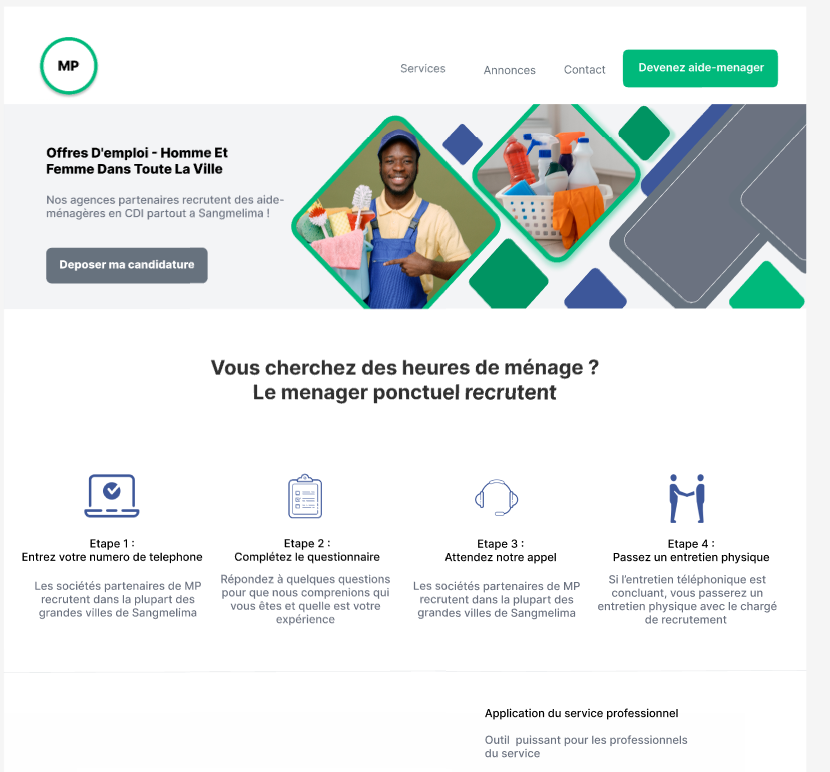 MP
Services
Annonces
Contact
Devenez aide-menager
Offres D'emploi - Homme Et
Femme Dans Toute La Ville
Nos agences partenaires recrutent des aide-
ménagères en CDI partout a Sangmelima !
Deposer ma candidature
Vous cherchez des heures de ménage ?
Le menager ponctuel recrutent
Etape 1 :
Entrez votre numero de telephone
Les sociétés partenaires de MP
recrutent dans la plupart des
grandes villes de Sangmelima
Etape 2 :
Complétez le questionnaire
Répondez à quelques questions
pour que nous comprenions qui
vous êtes et quelle est votre
expérience
Etape 3 :
Attendez notre appel
Les sociétés partenaires de MP
recrutent dans la plupart des
grandes villes de Sangmelima
Etape 4 :
Passez un entretien physique
Si l'entretien téléphonique est
concluant, vous passerez un
entretien physique avec le chargé
de recrutement
Application du service professionnel
Outil puissant pour les professionnels
du service